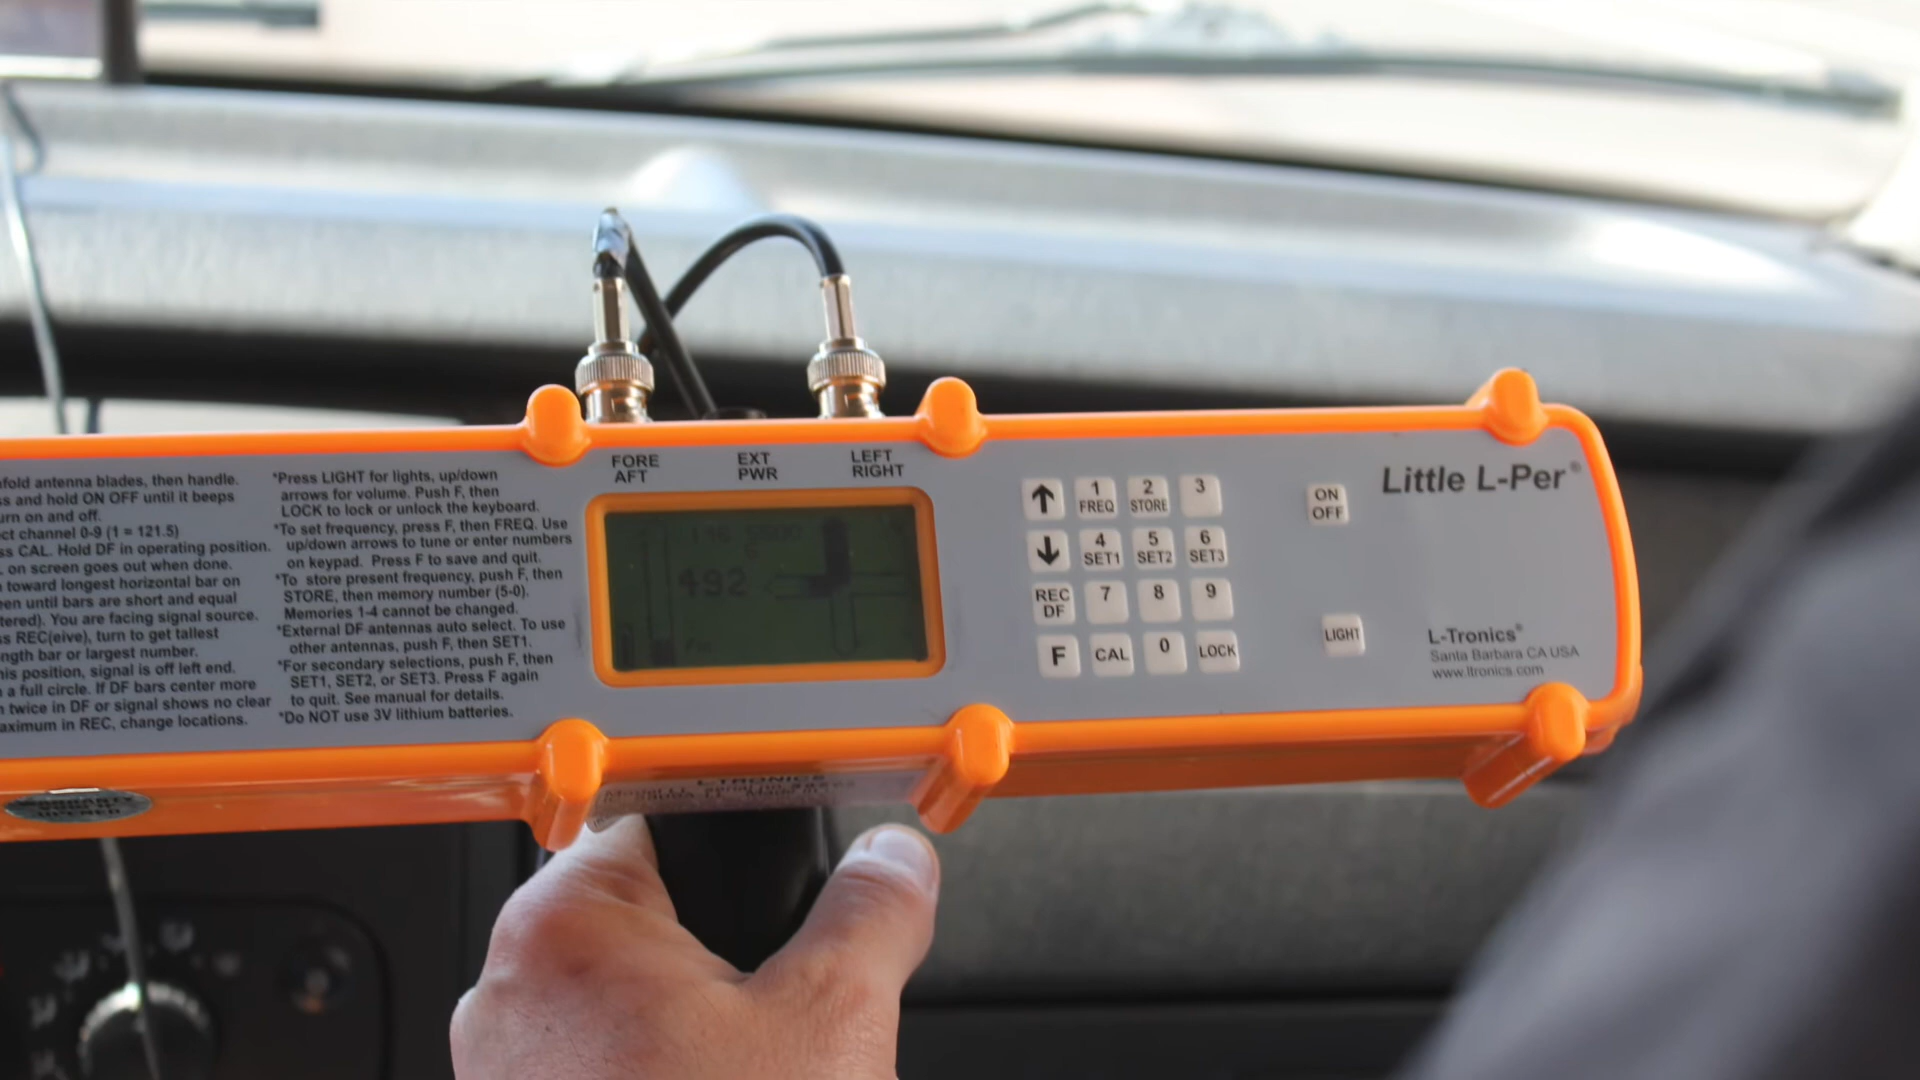 nfold antenna blades, then handle.
ss and hold ON OFF until it beeps
urn on and off.
ct channel 0-9 (1 = 121.5)
ss CAL. Hold DF in operating position.
on screen goes out when done.
toward longest horizontal bar on
en until bars are short and equal
tered). You are facing signal source.
ss REC(eive), turn to get tallest
ngth bar or largest number.
his position, signal is off left end.
a full circle. If DF bars center more
n twice in DF or signal shows no clear
aximum in REC, change locations.
*Press LIGHT for lights, up/down
arrows for volume. Push F, then
LOCK to lock or unlock the keyboard.
*To set frequency, press F, then FREQ. Use
up/down arrows to tune or enter numbers
on keypad. Press F to save and quit.
*To store present frequency, push F, then
STORE, then memory number (5-0).
Memories 1-4 cannot be changed.
*External DF antennas auto select. To use
other antennas, push F, then SET1.
*For secondary selections, push F, then
SET1, SET2, or SET3. Press F again
to quit. See manual for details.
*Do NOT use 3V lithium batteries.
FORE
AFT
EXT
PWR
LEFT
RIGHT
492
↑ 1 2 3
FREQ STORE
↓ 4 5 6
SET1 SET2 SET3
REC
DF
7 8 9
F CAL 0 LOCK
ON
OFF
LIGHT
Little L-Per®
L-Tronics®
Santa Barbara CA USA
www.ltronics.com
L-TRONICS